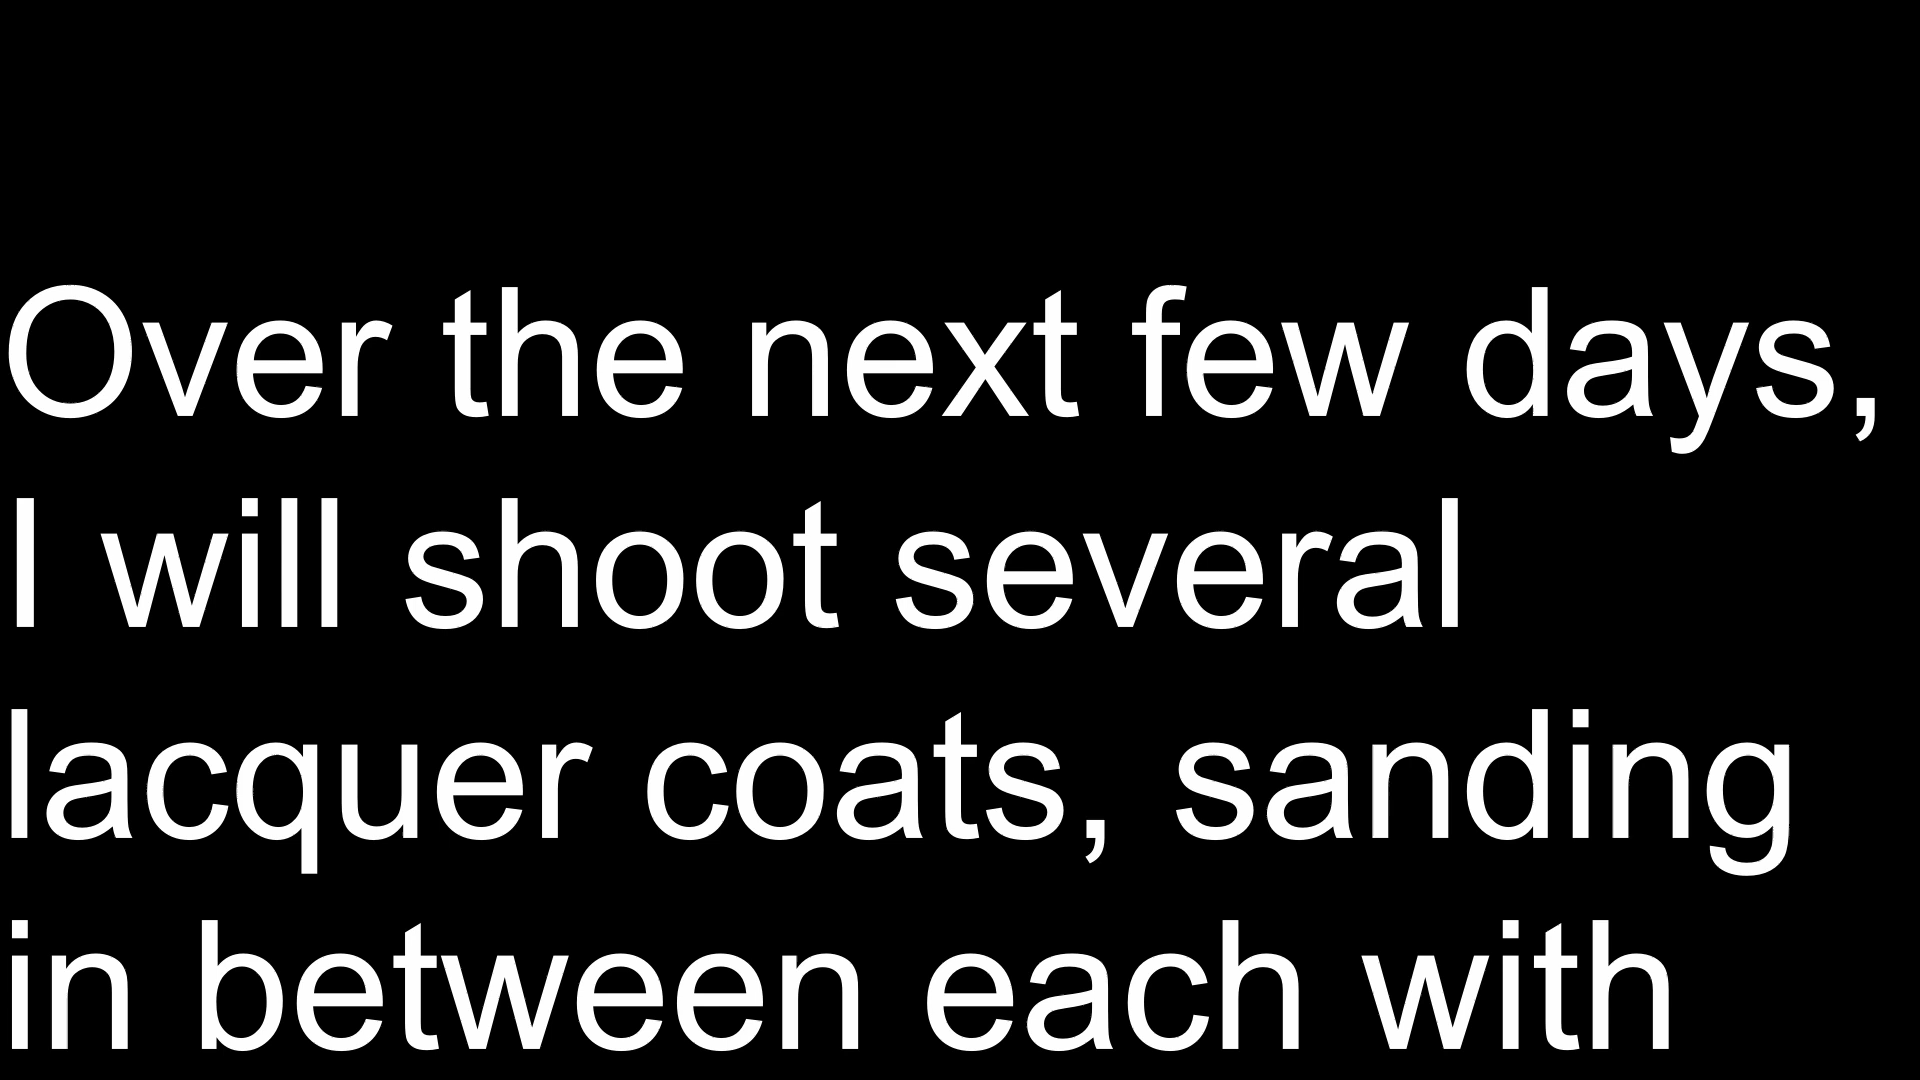 Over the next few days,
I will shoot several
lacquer coats, sanding
in between each with